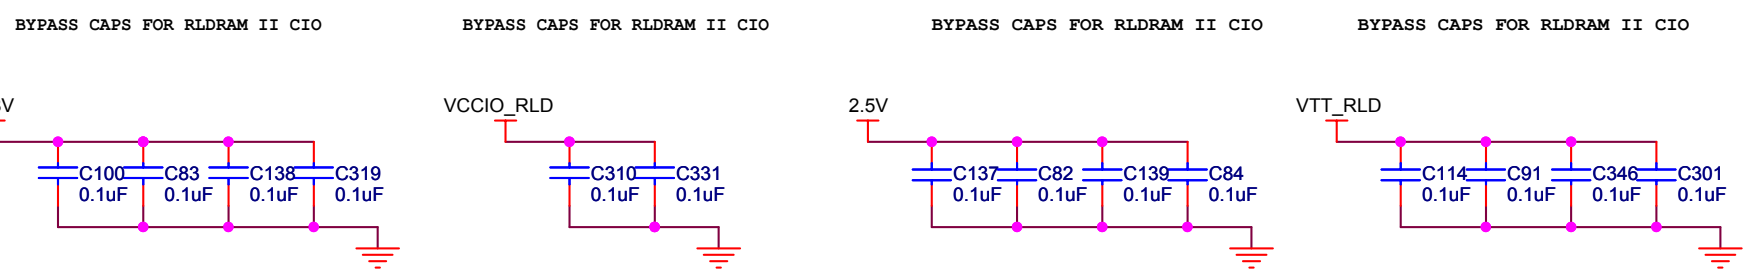 BYPASS CAPS FOR RLDRAM II CIO
BYPASS CAPS FOR RLDRAM II CIO
BYPASS CAPS FOR RLDRAM II CIO
BYPASS CAPS FOR RLDRAM II CIO
V
VCCIO_RLD
2.5V
VTT_RLD
C100 C83 C138 C319
0.1uF 0.1uF 0.1uF 0.1uF
C310 C331
0.1uF 0.1uF
C137 C82 C139 C84
0.1uF 0.1uF 0.1uF 0.1uF
C114 C91 C346 C301
0.1uF 0.1uF 0.1uF 0.1uF